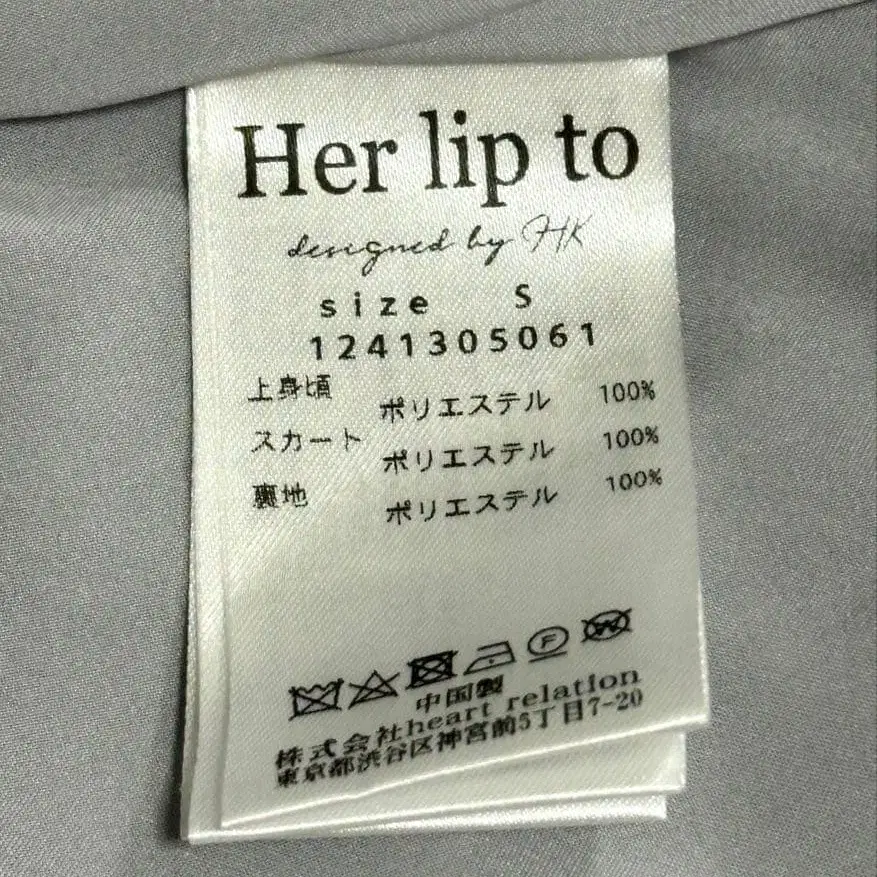 Her lip to
designed by HK
size S
1241305061
上身頃 ポリエステル 100%
スカート ポリエステル 100%
裏地 ポリエステル 100%
F
W
中国製
株式会社heart relation
東京都渋谷区神宮前5丁目7-20